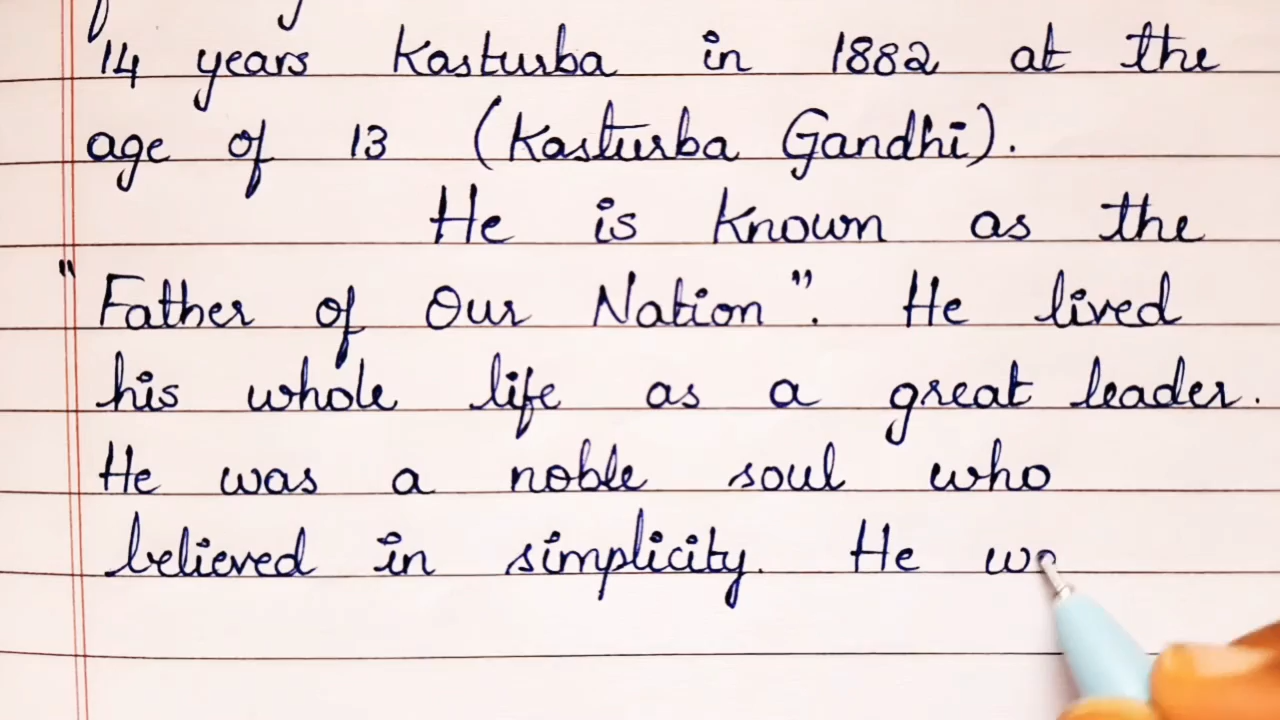 14 years Kasturba in 1882 at the
age of 13 (Kasturba Gandhi).
He is known as the
"Father of Our Nation". He lived
his whole life as a great leader.
He was a noble soul who
believed in simplicity. He